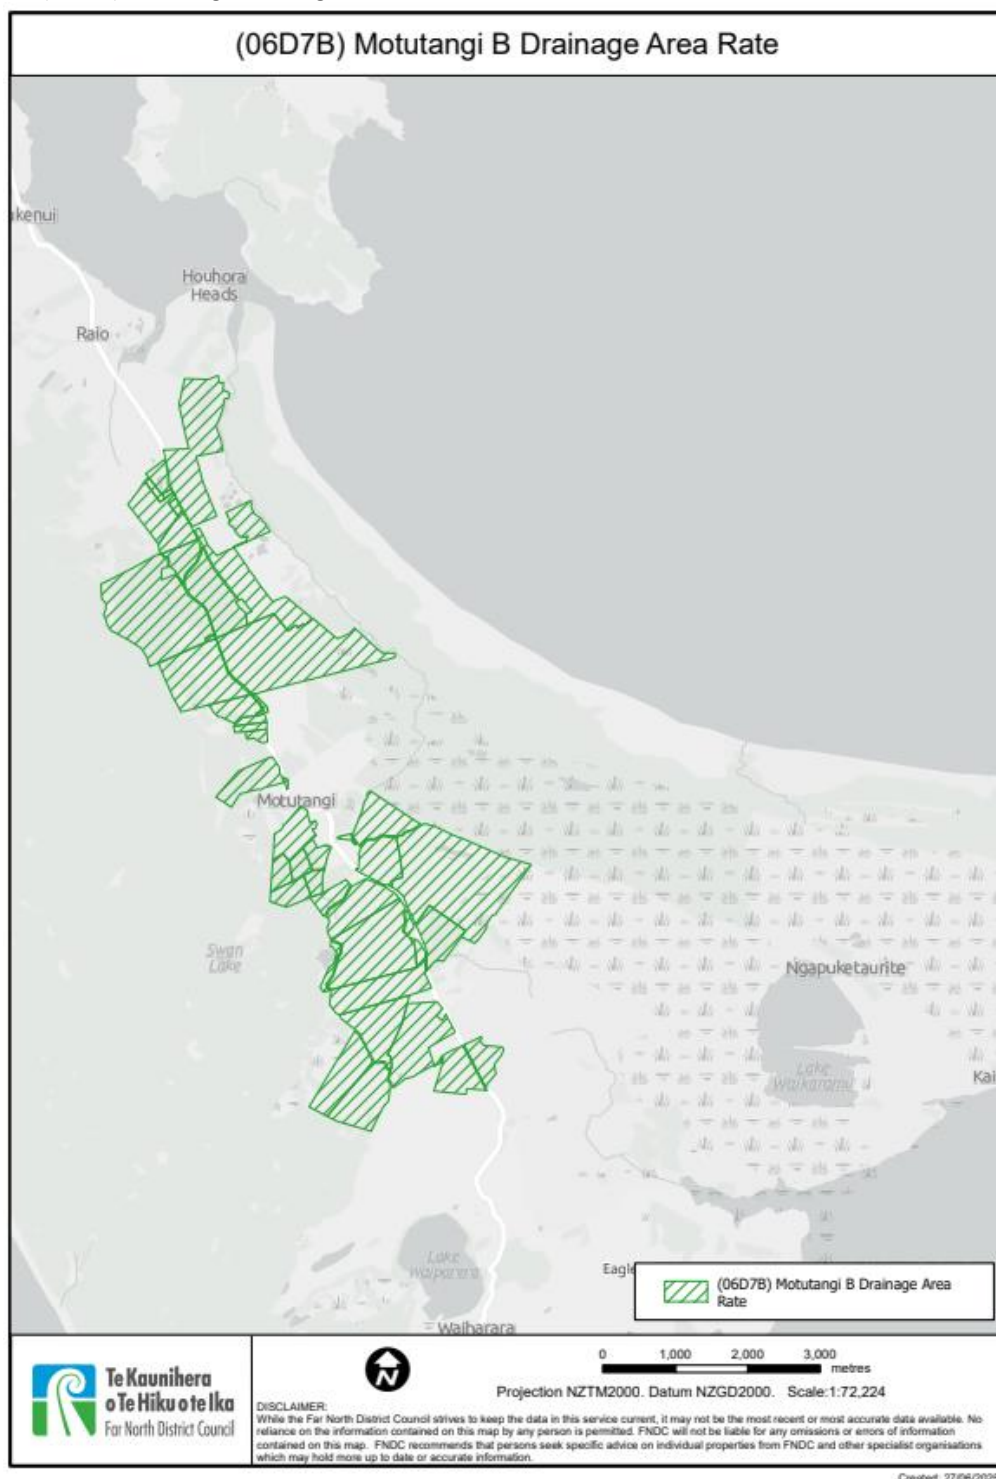 (06D7B) Motutangi B Drainage Area Rate
kenui
Houhora
Heads
Raio
Motutangi
Swan
Lake
Ngapuketaurite
Lake
Waikaramu
Kai
Lake
Waiparera
Eagle
Waiharara
(06D7B) Motutangi B Drainage Area
Rate
Te Kaunihera
o Te Hiku o te Ika
Far North District Council
N
0 1,000 2,000 3,000
metres
Projection NZTM2000. Datum NZGD2000. Scale:1:72,224
DISCLAIMER:
While the Far North District Council strives to keep the data in this service current, it may not be the most recent or most accurate data available. No
reliance on the information contained on this map by any person is permitted. FNDC will not be liable for any omissions or errors of information
contained on this map. FNDC recommends that persons seek specific advice on individual properties from FNDC and other specialist organisations
which may hold more up to date or accurate information.
Created: